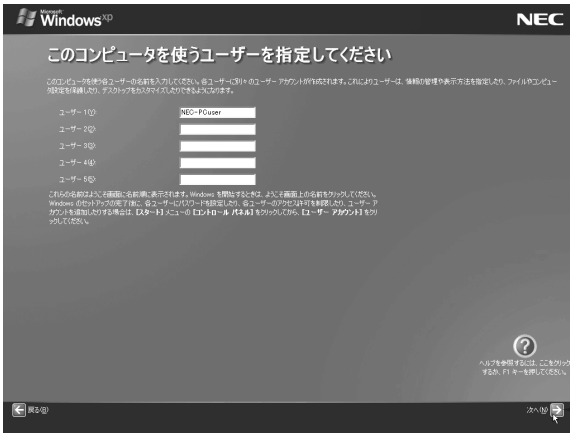 Microsoft
Windows xp
NEC
このコンピュータを使うユーザーを指定してください
このコンピュータを使う各ユーザーの名前を入力してください。各ユーザーに別々のユーザー アカウントが作成されます。これによりユーザーは、情報の管理や表示方法を指定したり、ファイルやコンピュー
タ設定を保護したり、デスクトップをカスタマイズしたりできるようになります。
ユーザー 1(Y):
NEC-PCuser
ユーザー 2(2):
ユーザー 3(3):
ユーザー 4(4):
ユーザー 5(5):
これらの名前はようこそ画面に名前順に表示されます。Windows を開始するときは、ようこそ画面上の名前をクリックしてください。
Windows のセットアップの完了後に、各ユーザーにパスワードを設定したり、各ユーザーのアクセス許可を制限したり、ユーザー ア
カウントを追加したりする場合は、[スタート] メニューの [コントロール パネル] をクリックしてから、[ユーザー アカウント] をクリ
ックしてください。
ヘルプを参照するには、ここをクリック
するか、F1 キーを押してください。
戻る(B)
次へ(N)